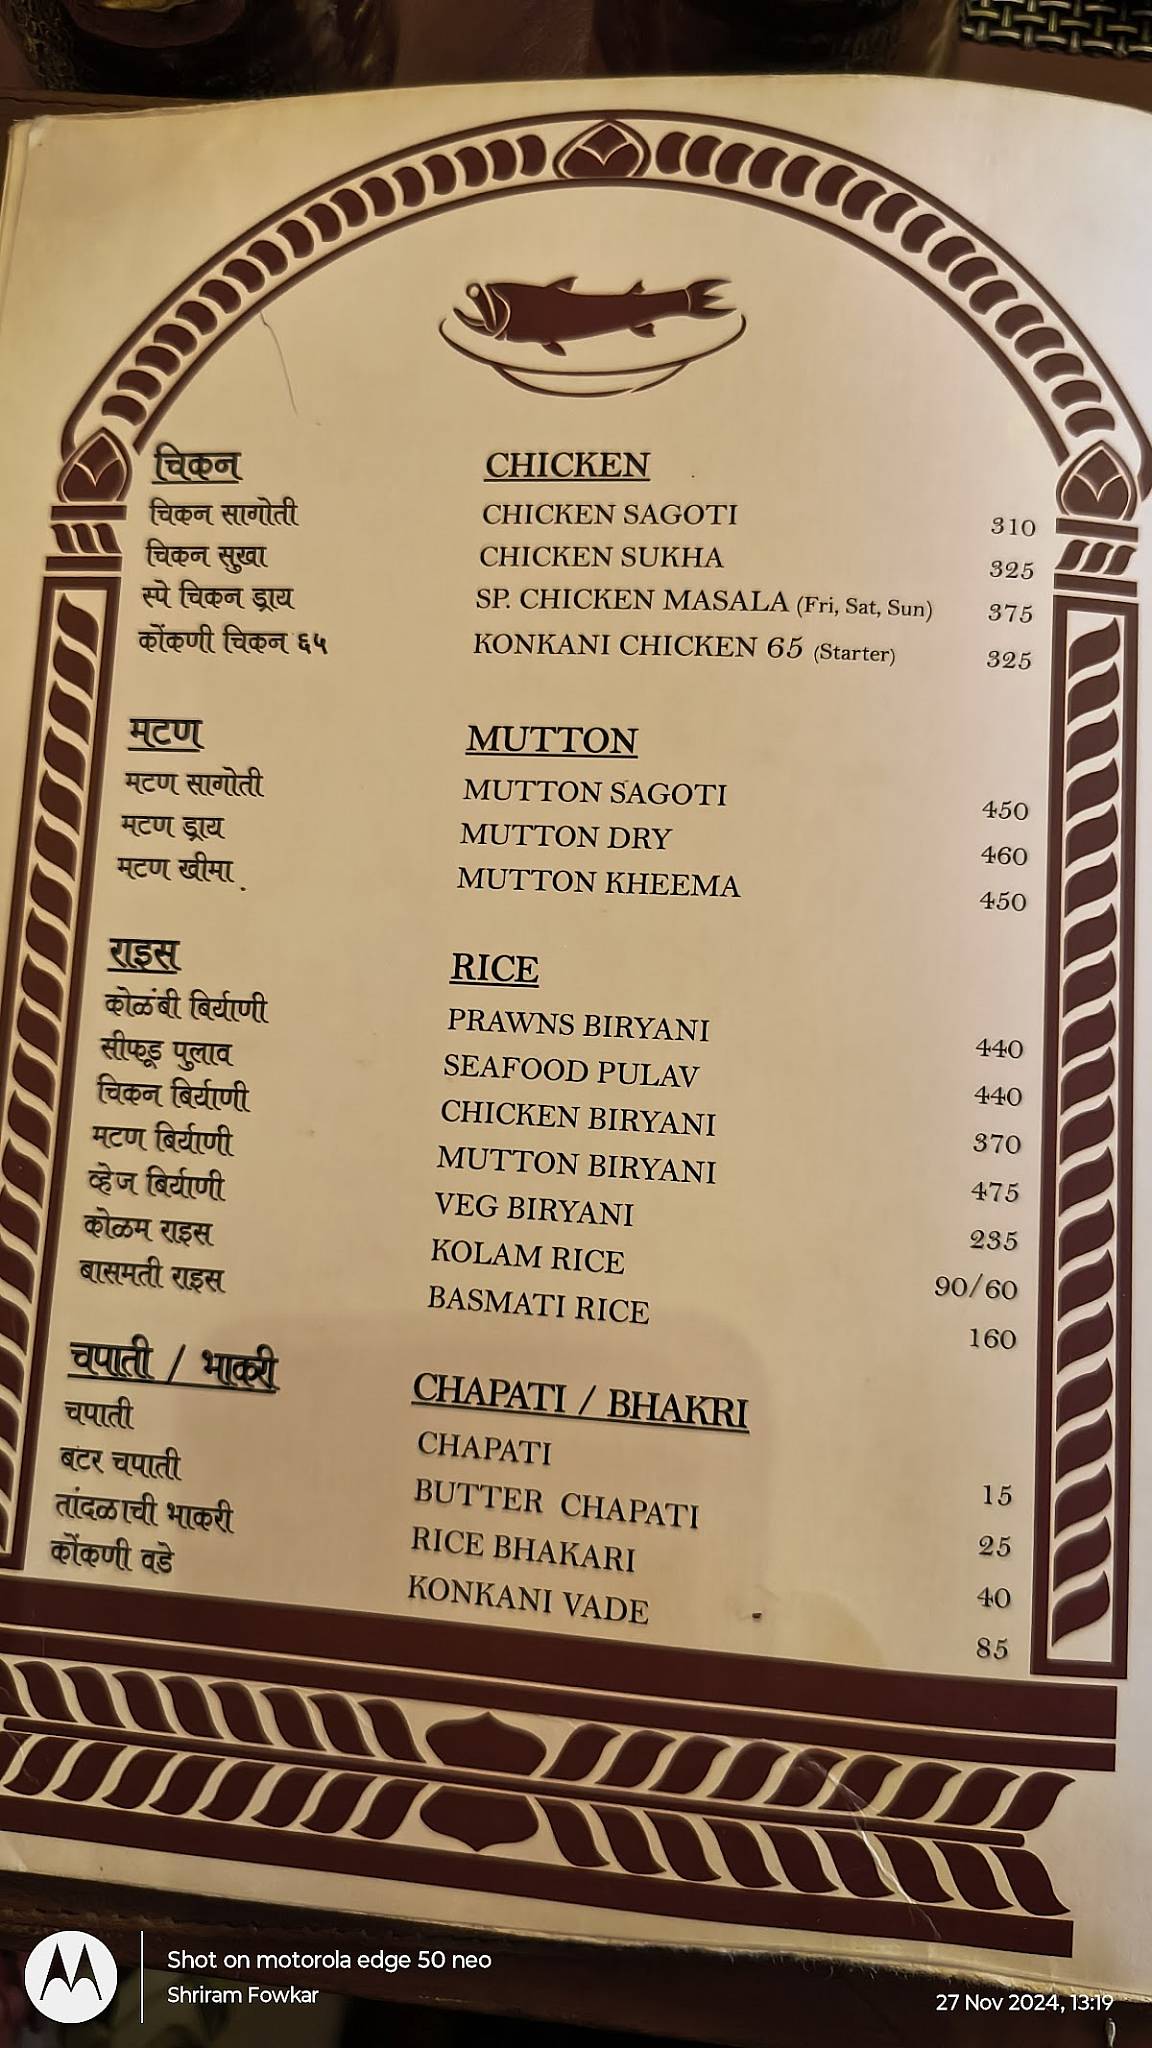 चिकन CHICKEN
चिकन सागोती CHICKEN SAGOTI 310
चिकन सुखा CHICKEN SUKHA 325
स्पे चिकन ड्राय SP. CHICKEN MASALA (Fri, Sat, Sun) 375
कोंकणी चिकन ६५ KONKANI CHICKEN 65 (Starter) 325
मटण MUTTON
मटण सागोती MUTTON SAGOTI 450
मटण ड्राय MUTTON DRY 460
मटण खीमा MUTTON KHEEMA 450
राइस RICE
कोळंबी बिर्याणी PRAWNS BIRYANI 440
सीफूड पुलाव SEAFOOD PULAV 440
चिकन बिर्याणी CHICKEN BIRYANI 370
मटण बिर्याणी MUTTON BIRYANI 475
व्हेज बिर्याणी VEG BIRYANI 235
कोळम राइस KOLAM RICE 90/60
बासमती राइस BASMATI RICE 160
चपाती / भाकरी CHAPATI / BHAKRI
चपाती CHAPATI 15
बटर चपाती BUTTER CHAPATI 25
तांदळाची भाकरी RICE BHAKARI 40
कोंकणी वडे KONKANI VADE 85
Shot on motorola edge 50 neo
Shriram Fowkar
27 Nov 2024, 13:19